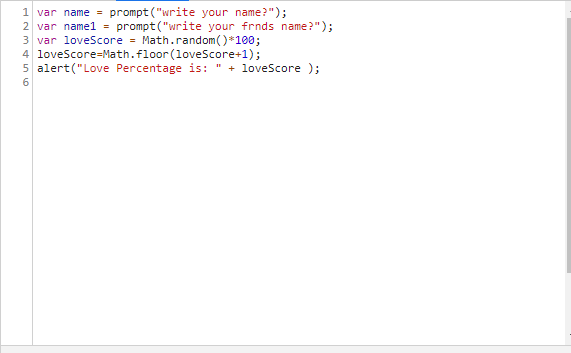 1 var name = prompt("write your name?");
2 var name1 = prompt("write your frnds name?");
3 var loveScore = Math.random()*100;
4 loveScore=Math.floor(loveScore+1);
5 alert("Love Percentage is: " + loveScore );
6